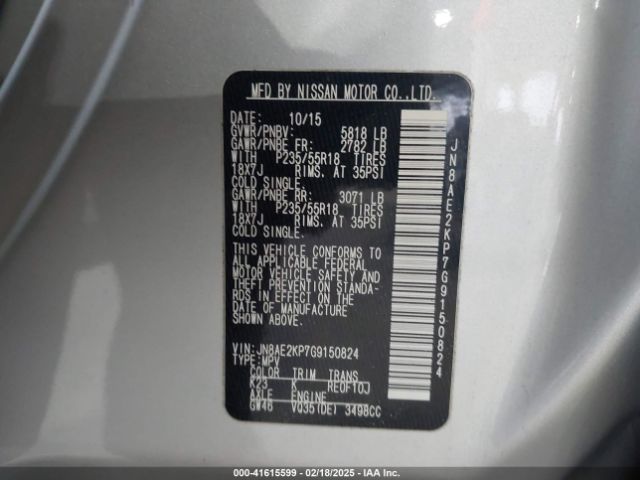 MFD BY NISSAN MOTOR CO.,LTD.
DATE: 10/15
GVWR/PNBV: 5818 LB
GAWR/PNBE FR: 2782 LB
WITH P235/55R18 TIRES
18X7J RIMS, AT 35PSI
COLD SINGLE.
GAWR/PNBE RR: 3071 LB
WITH P235/55R18 TIRES
18X7J RIMS, AT 35PSI
COLD SINGLE.
THIS VEHICLE CONFORMS TO
ALL APPLICABLE FEDERAL
MOTOR VEHICLE SAFETY AND
THEFT PREVENTION STANDA-
RDS IN EFFECT ON THE
DATE OF MANUFACTURE
SHOWN ABOVE.
VIN: JN8AE2KP7G9150824
TYPE: MPV
COLOR TRIM TRANS
K23 K RE0F10J
AXLE ENGINE
GW46 VQ35(DE) 3498CC
JN8AE2KP7G9150824
000-41615599 | 02/18/2025 | IAA Inc.